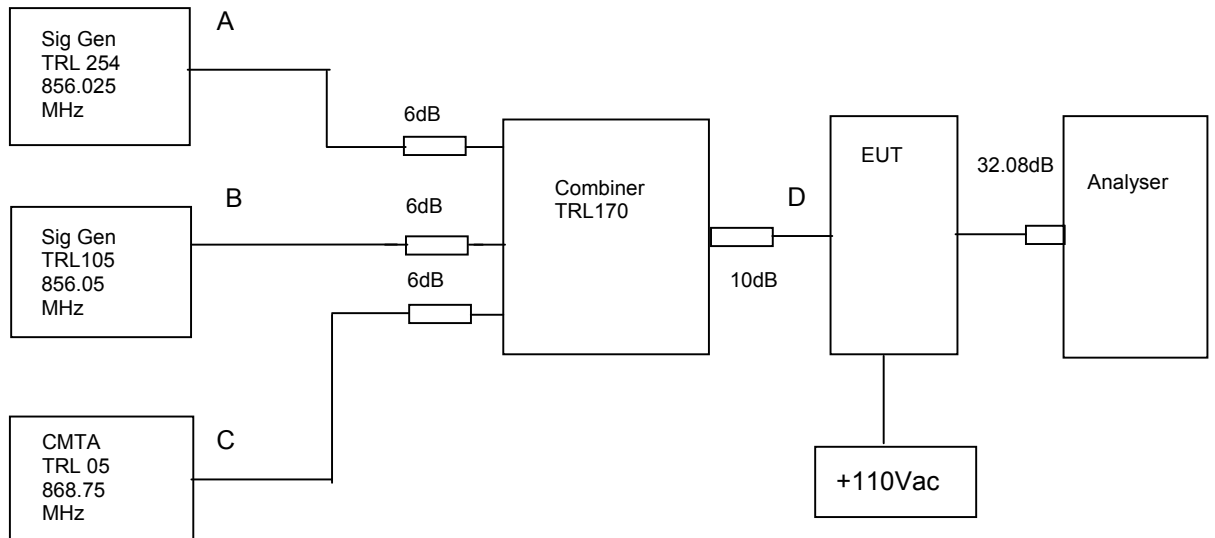 A
Sig Gen
TRL 254
856.025
MHz
6dB
B
Sig Gen
TRL105
856.05
MHz
6dB
6dB
C
CMTA
TRL 05
868.75
MHz
Combiner
TRL170
D
10dB
EUT
32.08dB
Analyser
+110Vac